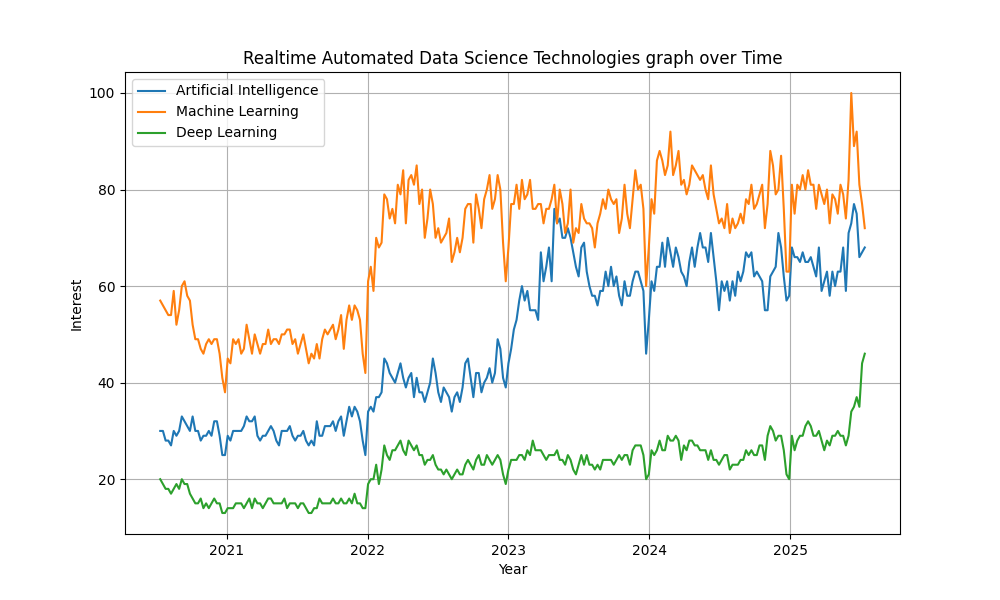 Realtime Automated Data Science Technologies graph over Time
Artificial Intelligence
Machine Learning
Deep Learning
100
80
60
40
20
Interest
2021 2022 2023 2024 2025
Year